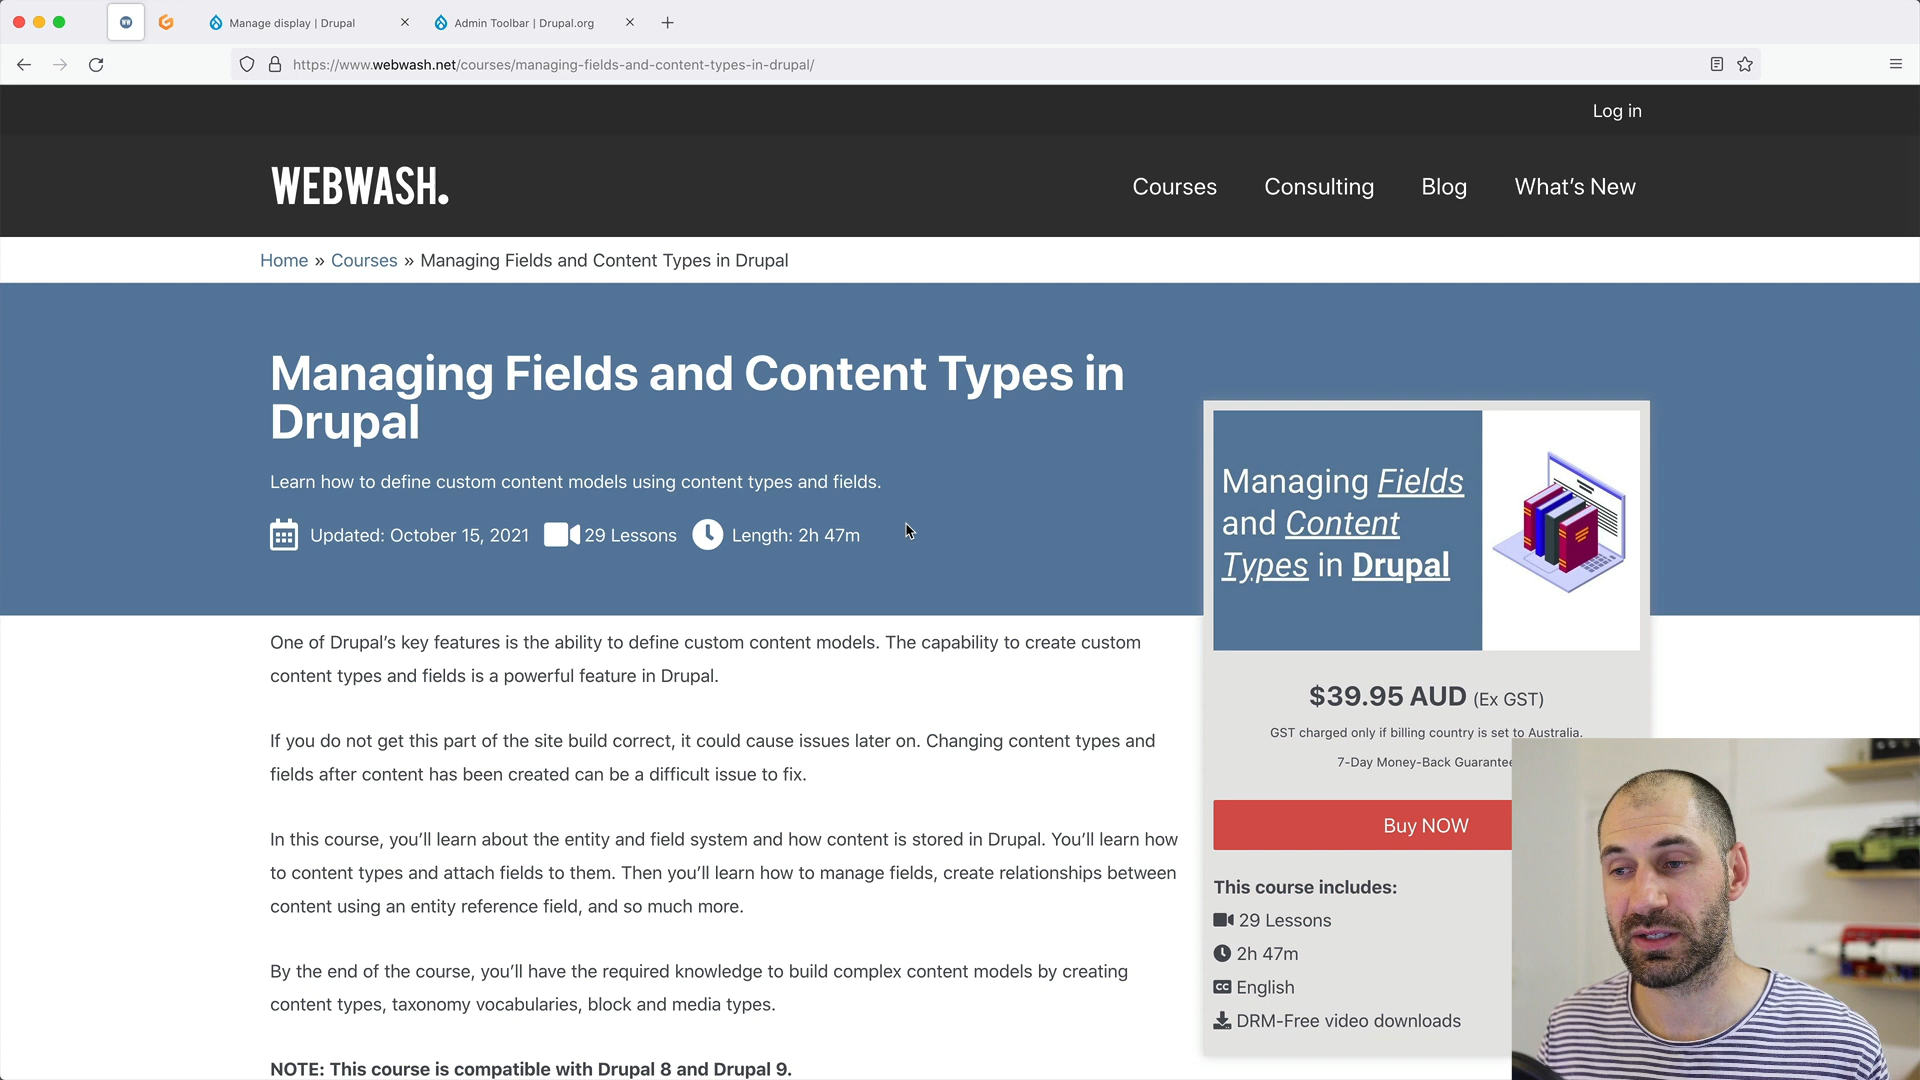 Manage display | Drupal
Admin Toolbar | Drupal.org
https://www.webwash.net/courses/managing-fields-and-content-types-in-drupal/
Log in
WEBWASH.
Courses
Consulting
Blog
What's New
Home » Courses » Managing Fields and Content Types in Drupal
Managing Fields and Content Types in
Drupal
Learn how to define custom content models using content types and fields.
Updated: October 15, 2021
29 Lessons
Length: 2h 47m
Managing Fields
and Content
Types in Drupal
One of Drupal's key features is the ability to define custom content models. The capability to create custom
content types and fields is a powerful feature in Drupal.
If you do not get this part of the site build correct, it could cause issues later on. Changing content types and
fields after content has been created can be a difficult issue to fix.
In this course, you'll learn about the entity and field system and how content is stored in Drupal. You'll learn how
to content types and attach fields to them. Then you'll learn how to manage fields, create relationships between
content using an entity reference field, and so much more.
By the end of the course, you'll have the required knowledge to build complex content models by creating
content types, taxonomy vocabularies, block and media types.
NOTE: This course is compatible with Drupal 8 and Drupal 9.
$39.95 AUD (Ex GST)
GST charged only if billing country is set to Australia.
7-Day Money-Back Guarantee
Buy NOW
This course includes:
29 Lessons
2h 47m
CC English
DRM-Free video downloads